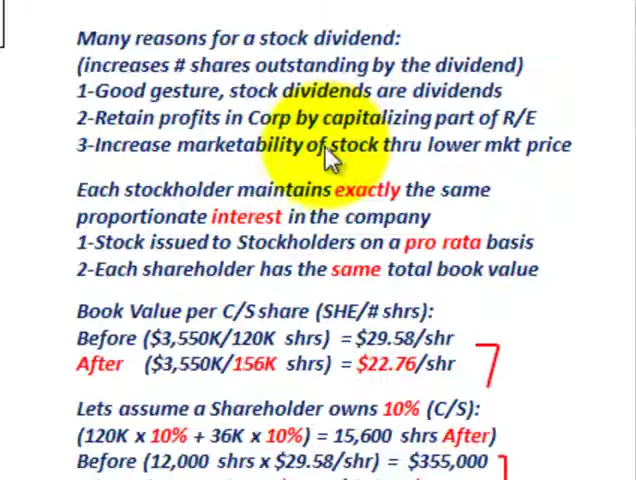 Many reasons for a stock dividend:
(increases # shares outstanding by the dividend)
1-Good gesture, stock dividends are dividends
2-Retain profits in Corp by capitalizing part of R/E
3-Increase marketability of stock thru lower mkt price
Each stockholder maintains exactly the same
proportionate interest in the company
1-Stock issued to Stockholders on a pro rata basis
2-Each shareholder has the same total book value
Book Value per C/S share (SHE/# shrs):
Before ($3,550K/120K shrs) = $29.58/shr
After ($3,550K/156K shrs) = $22.76/shr
Lets assume a Shareholder owns 10% (C/S):
(120K x 10% + 36K x 10%) = 15,600 shrs After)
Before (12,000 shrs x $29.58/shr) = $355,000